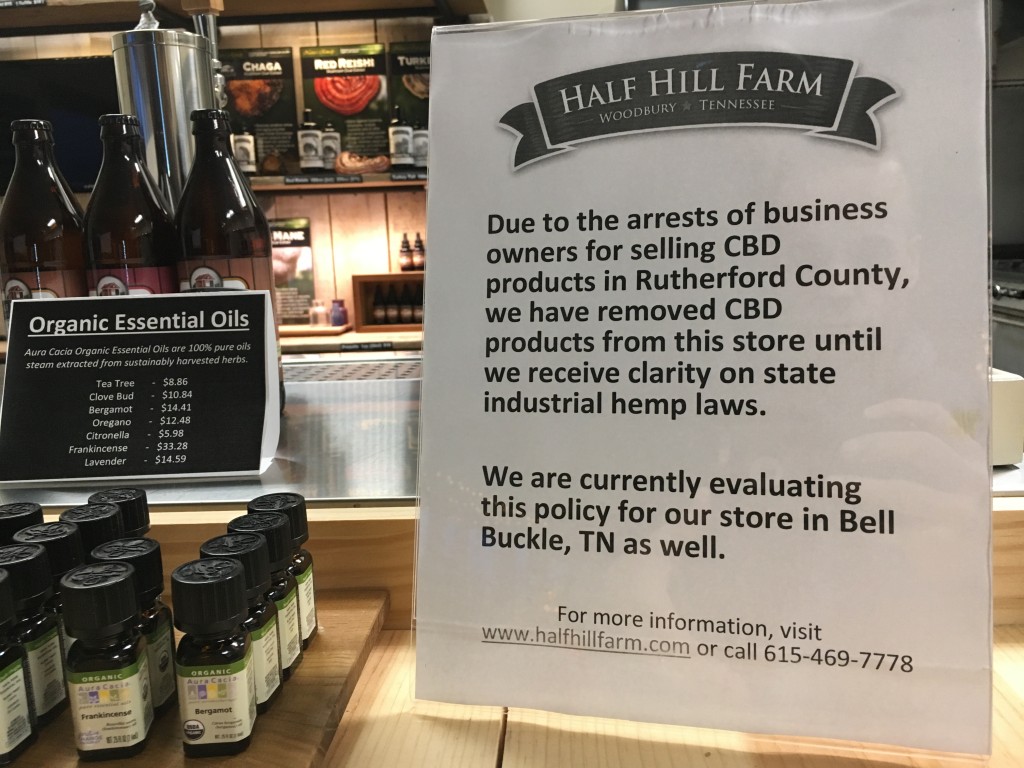 CHAGA
RED REISHI
TURKE
MANE
HALF HILL FARM
WOODBURY ★ TENNESSEE
Due to the arrests of business
owners for selling CBD
products in Rutherford County,
we have removed CBD
products from this store until
we receive clarity on state
industrial hemp laws.
We are currently evaluating
this policy for our store in Bell
Buckle, TN as well.
For more information, visit
www.halfhillfarm.com or call 615-469-7778
Organic Essential Oils
Aura Cacia Organic Essential Oils are 100% pure oils
steam extracted from sustainably harvested herbs.
Tea Tree - $8.86
Clove Bud - $10.84
Bergamot - $14.41
Oregano - $12.48
Citronella - $5.98
Frankincense - $33.28
Lavender - $14.59
ORGANIC
AuraCacia
Frankincense
ORGANIC
AuraCacia
Bergamot
USDA